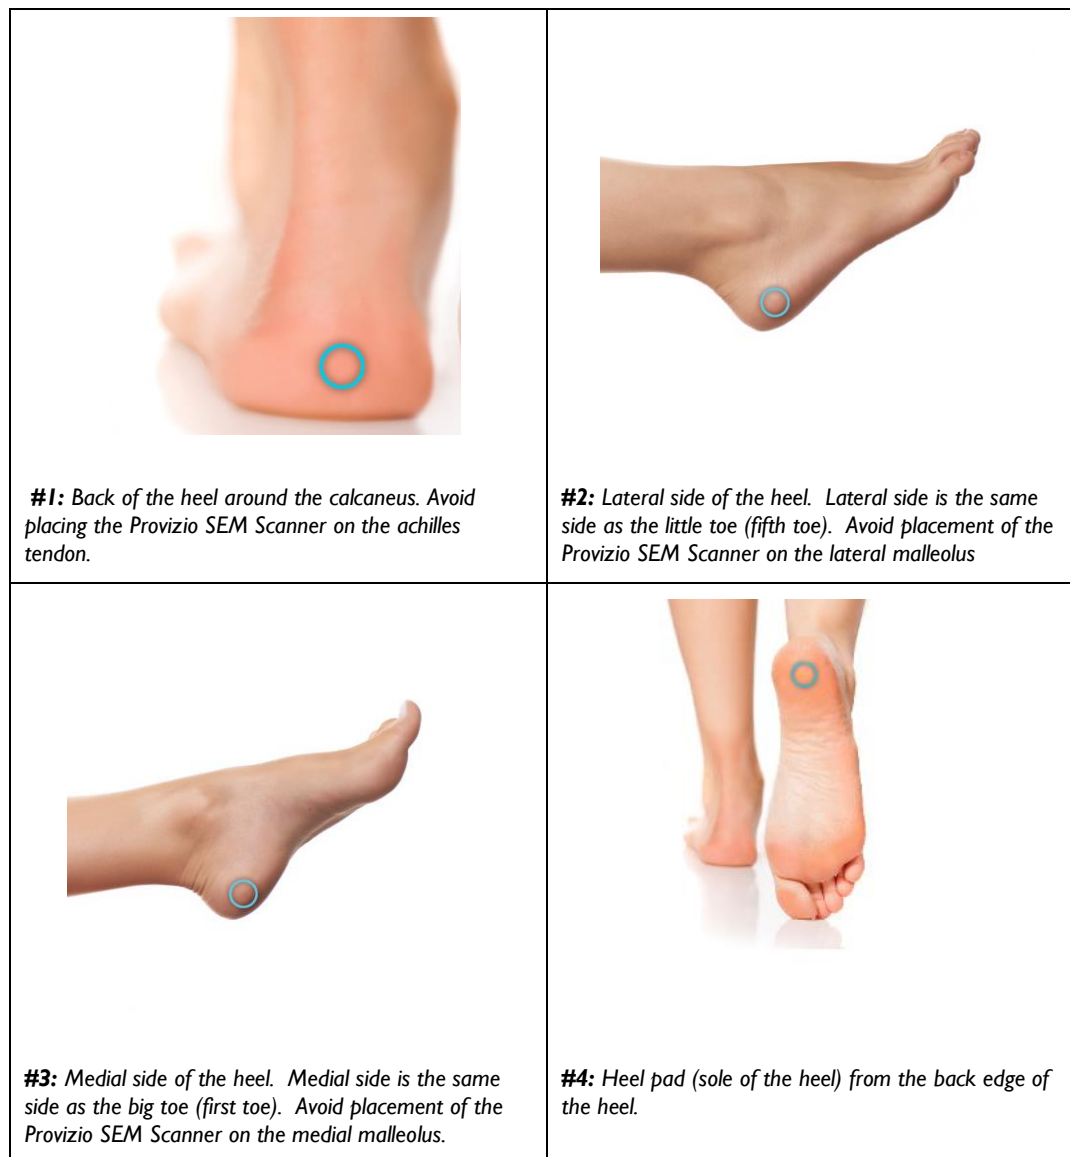 #1: Back of the heel around the calcaneus. Avoid
placing the Provizio SEM Scanner on the achilles
tendon.
#2: Lateral side of the heel.  Lateral side is the same
side as the little toe (fifth toe).  Avoid placement of the
Provizio SEM Scanner on the lateral malleolus
#3: Medial side of the heel.  Medial side is the same
side as the big toe (first toe).  Avoid placement of the
Provizio SEM Scanner on the medial malleolus.
#4: Heel pad (sole of the heel) from the back edge of
the heel.